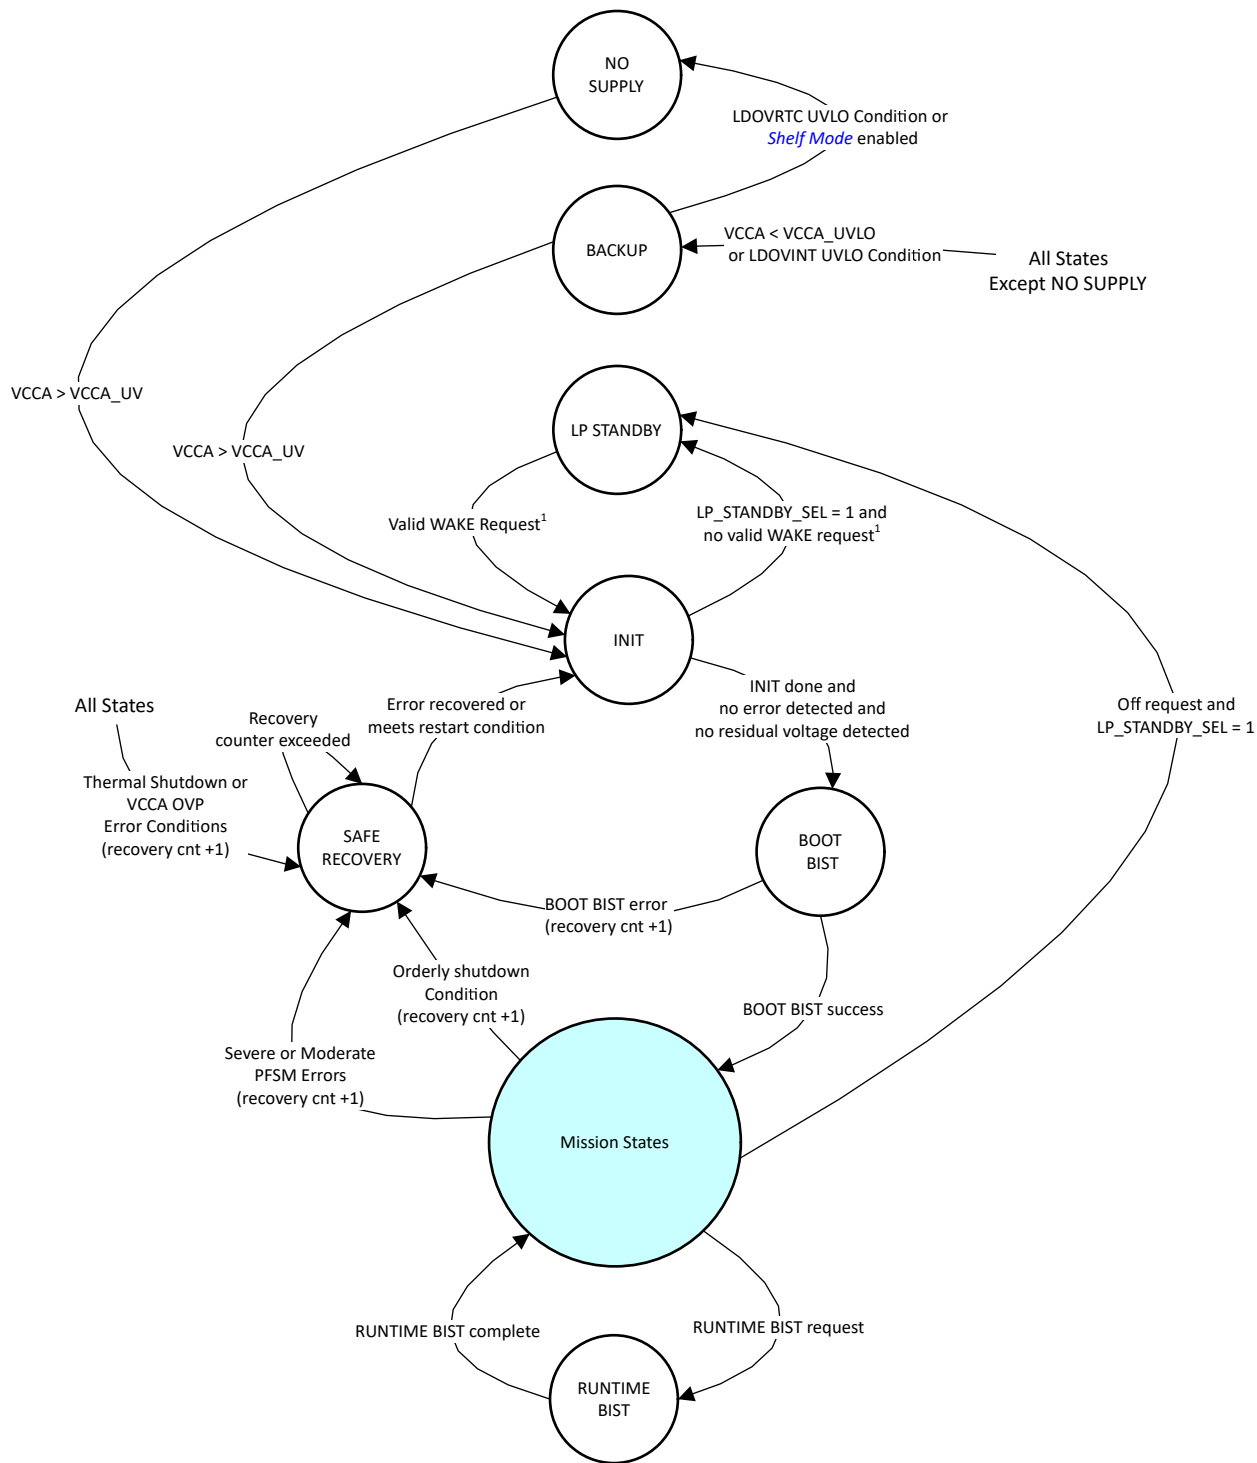 NO
SUPPLY
LDOVRTC UVLO Condition or
Shelf Mode enabled
BACKUP
VCCA < VCCA_UVLO
or LDOVINT UVLO Condition
All States
Except NO SUPPLY
VCCA > VCCA_UV
VCCA > VCCA_UV
LP STANDBY
Valid WAKE Request¹
LP_STANDBY_SEL = 1 and
no valid WAKE request¹
INIT
All States
Thermal Shutdown or
VCCA OVP
Error Conditions
(recovery cnt +1)
Recovery
counter exceeded
Error recovered or
meets restart condition
INIT done and
no error detected and
no residual voltage detected
Off request and
LP_STANDBY_SEL = 1
SAFE
RECOVERY
BOOT
BIST
BOOT BIST error
(recovery cnt +1)
Orderly shutdown
Condition
(recovery cnt +1)
BOOT BIST success
Severe or Moderate
PFSM Errors
(recovery cnt +1)
Mission States
RUNTIME BIST complete
RUNTIME BIST request
RUNTIME
BIST